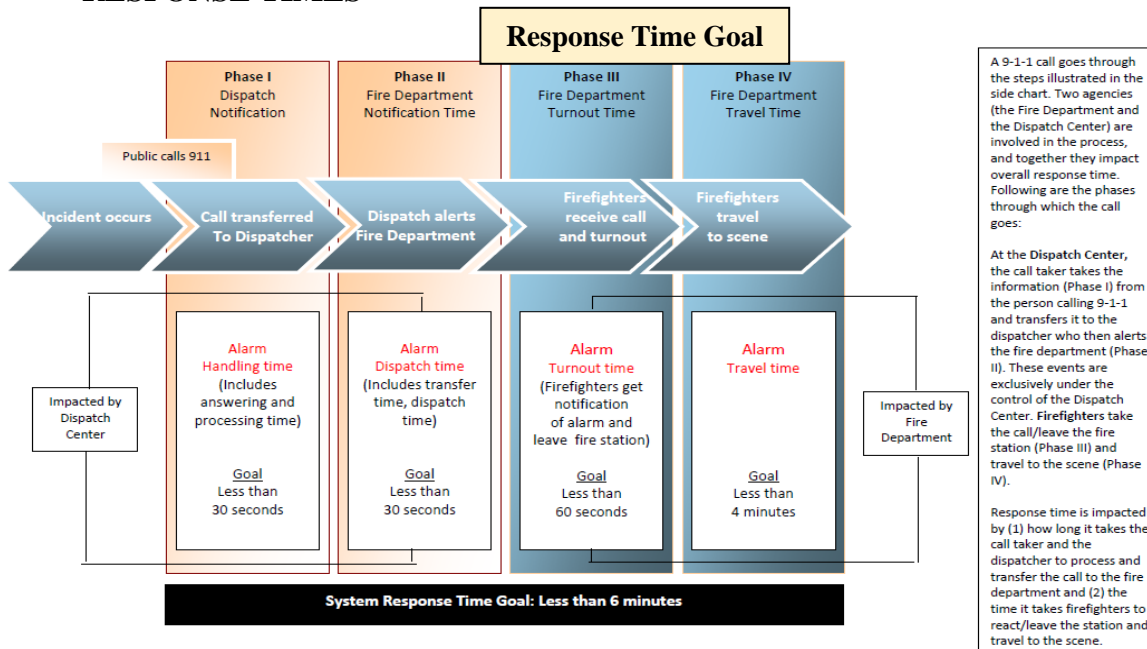 RESPONSE TIMES
Response Time Goal
Phase I
Dispatch
Notification
Phase II
Fire Department
Notification Time
Phase III
Fire Department
Turnout Time
Phase IV
Fire Department
Travel Time
Public calls 911
Incident occurs
Call transferred
To Dispatcher
Dispatch alerts
Fire Department
Firefighters
receive call
and turnout
Firefighters
travel
to scene
Impacted by
Dispatch
Center
Alarm
Handling time
(Includes
answering and
processing time)
Goal
Less than
30 seconds
Alarm
Dispatch time
(Includes transfer
time, dispatch
time)
Goal
Less than
30 seconds
Alarm
Turnout time
(Firefighters get
notification
of alarm and
leave fire station)
Goal
Less than
60 seconds
Alarm
Travel time
Goal
Less than
4 minutes
Impacted by
Fire
Department
System Response Time Goal: Less than 6 minutes
A 9-1-1 call goes through
the steps illustrated in the
side chart. Two agencies
(the Fire Department and
the Dispatch Center) are
involved in the process,
and together they impact
overall response time.
Following are the phases
through which the call
goes:
At the Dispatch Center,
the call taker takes the
information (Phase I) from
the person calling 9-1-1
and transfers it to the
dispatcher who then alerts
the fire department (Phase
II). These events are
exclusively under the
control of the Dispatch
Center. Firefighters take
the call/leave the fire
station (Phase III) and
travel to the scene (Phase
IV).
Response time is impacted
by (1) how long it takes the
call taker and the
dispatcher to process and
transfer the call to the fire
department and (2) the
time it takes firefighters to
react/leave the station and
travel to the scene.